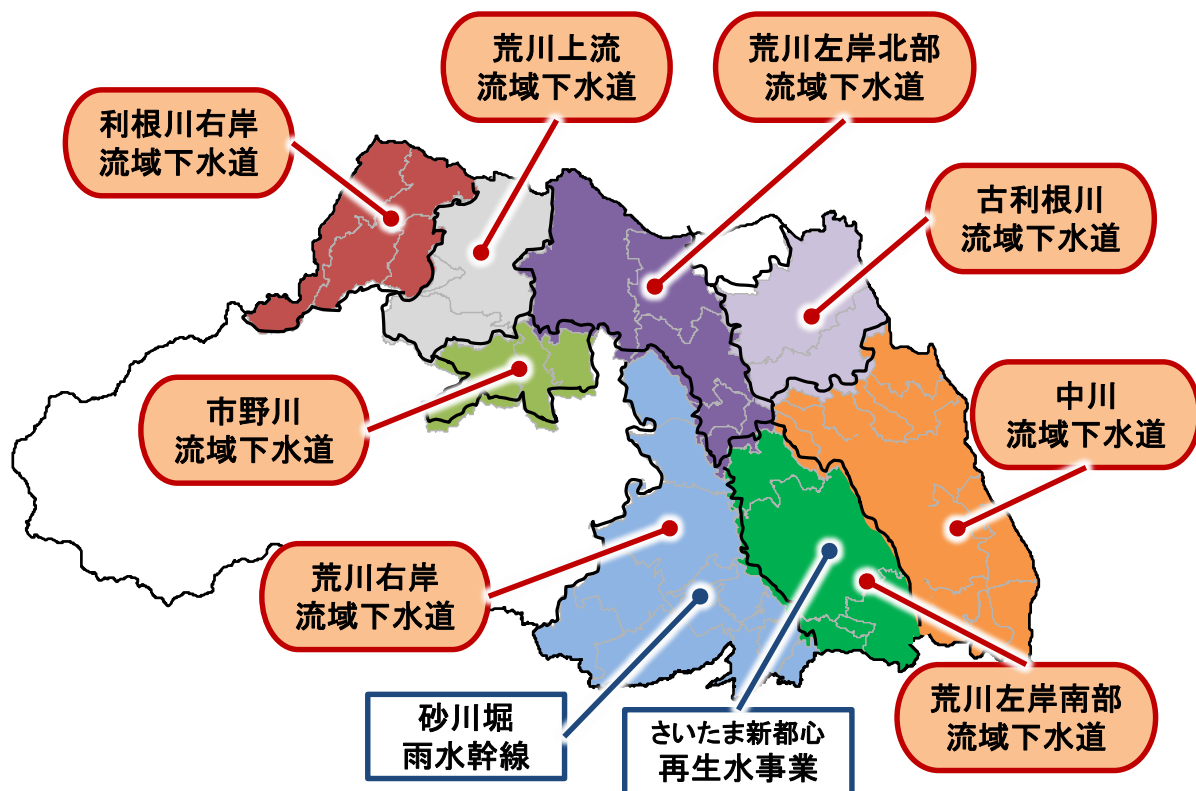 荒川上流
流域下水道
荒川左岸北部
流域下水道
利根川右岸
流域下水道
古利根川
流域下水道
市野川
流域下水道
中川
流域下水道
荒川右岸
流域下水道
荒川左岸南部
流域下水道
砂川堀
雨水幹線
さいたま新都心
再生水事業